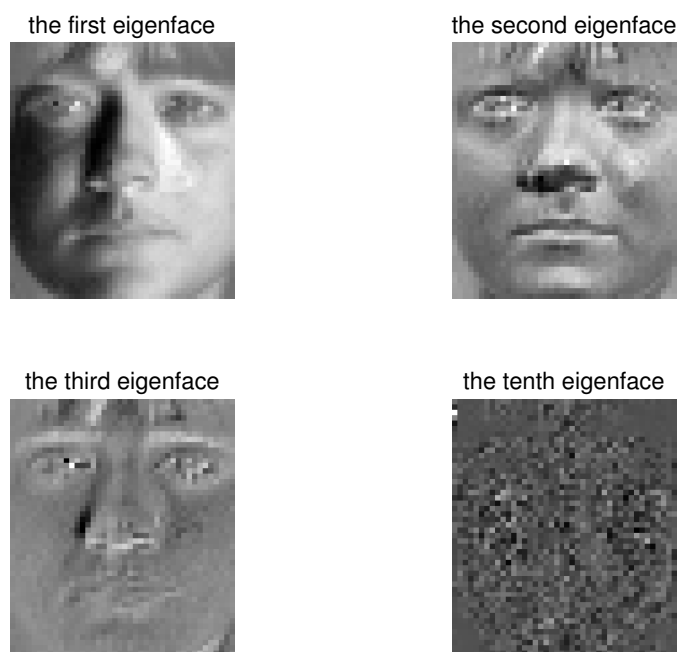 the first eigenface
the second eigenface
the third eigenface
the tenth eigenface